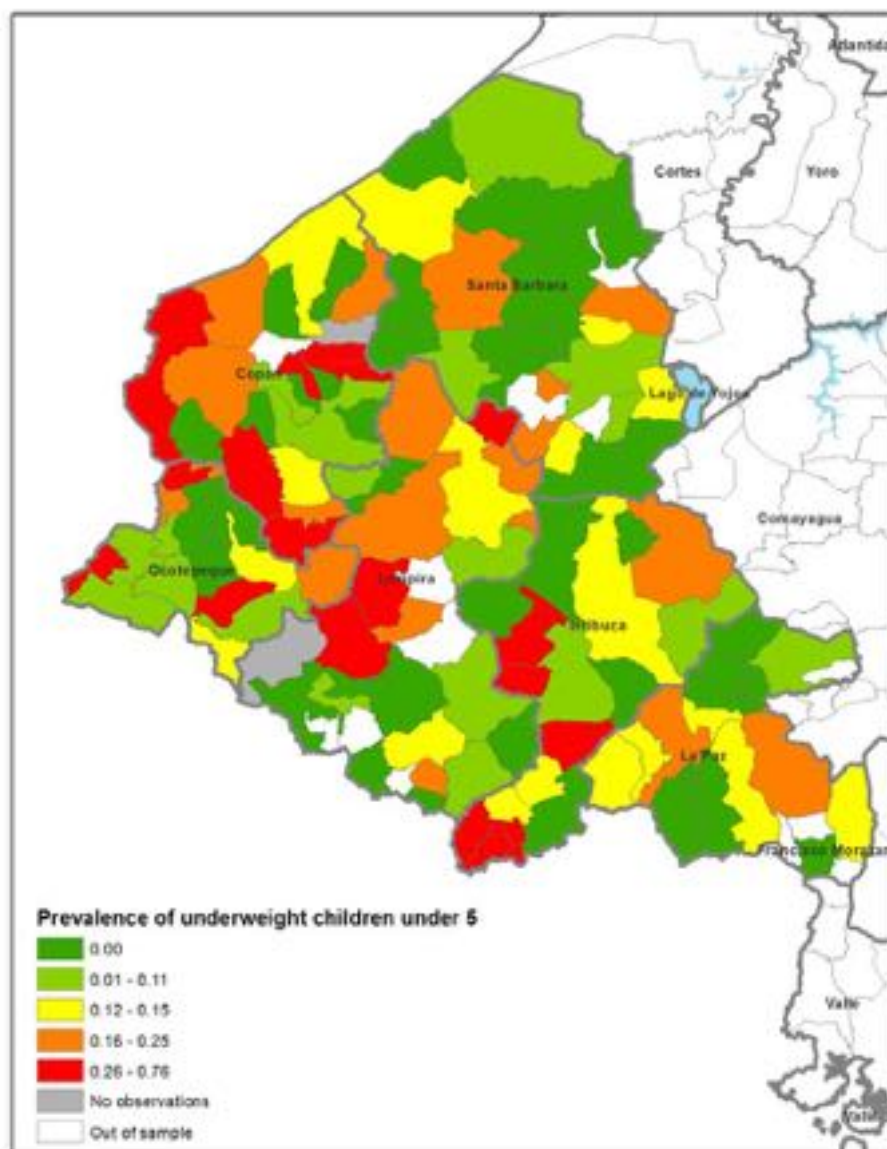 Atlantida
Cortes
Yoro
Santa Barbara
Copan
Lago de Yojoa
Comayagua
Ocotepeque
Lempira
Intibuca
La Paz
Francisco Morazan
Valle
Prevalence of underweight children under 5
0.00
0.01 - 0.11
0.12 - 0.15
0.16 - 0.25
0.26 - 0.76
No observations
Out of sample
Valle